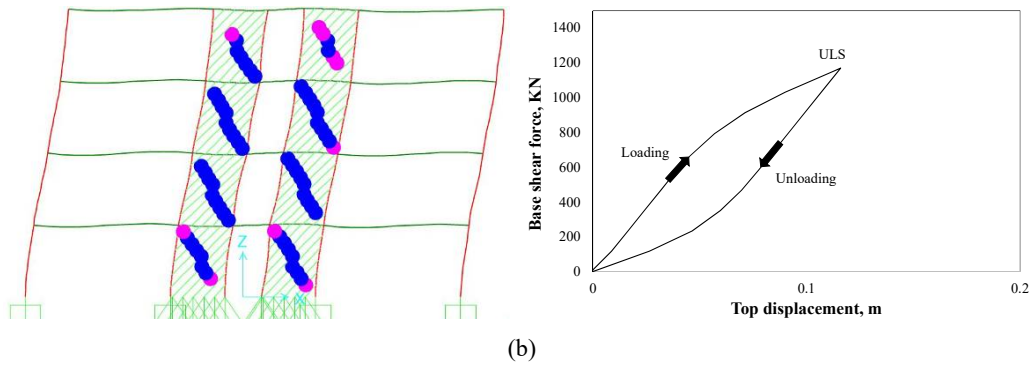 Z
X
1400
1200
1000
800
600
400
200
0
Base shear force, KN
ULS
Loading
Unloading
0
0.1
0.2
Top displacement, m
(b)